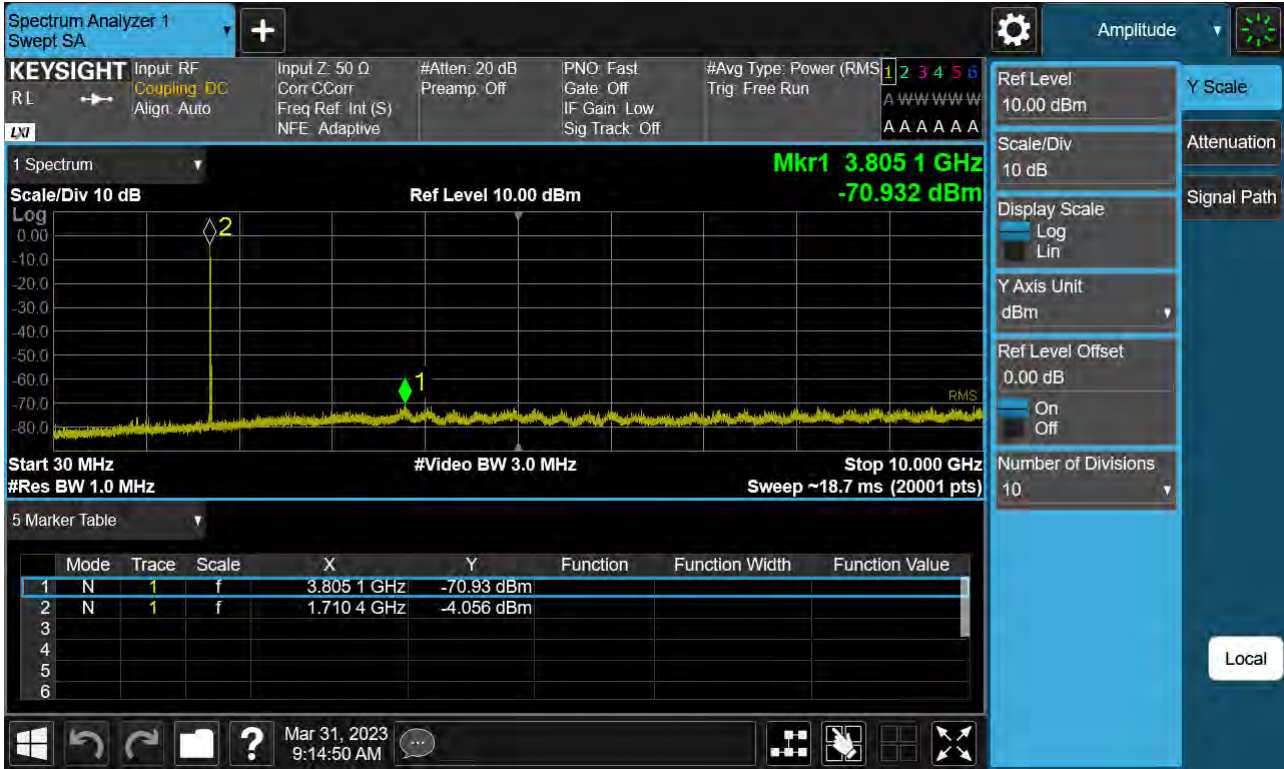 Spectrum Analyzer 1
Swept SA
Amplitude
KEYSIGHT
RL
LXI
Input: RF
Coupling: DC
Align: Auto
Input Z: 50 Ω
Corr CCorr
Freq Ref: Int (S)
NFE: Adaptive
#Atten: 20 dB
Preamp: Off
PNO: Fast
Gate: Off
IF Gain: Low
Sig Track: Off
#Avg Type: Power (RMS
Trig: Free Run
1 2 3 4 5 6
A W W W W W
A A A A A A
1 Spectrum
Mkr1 3.805 1 GHz
-70.932 dBm
Scale/Div 10 dB
Ref Level 10.00 dBm
Log
0.00
-10.0
-20.0
-30.0
-40.0
-50.0
-60.0
-70.0
-80.0
2
1
RMS
Start 30 MHz
#Video BW 3.0 MHz
Stop 10.000 GHz
#Res BW 1.0 MHz
Sweep ~18.7 ms (20001 pts)
5 Marker Table
Mode Trace Scale X Y Function Function Width Function Value
1 N 1 f 3.805 1 GHz -70.93 dBm
2 N 1 f 1.710 4 GHz -4.056 dBm
3
4
5
6
Ref Level
10.00 dBm
Scale/Div
10 dB
Display Scale
Log
Lin
Y Axis Unit
dBm
Ref Level Offset
0.00 dB
On
Off
Number of Divisions
10
Y Scale
Attenuation
Signal Path
Local
?
Mar 31, 2023
9:14:50 AM